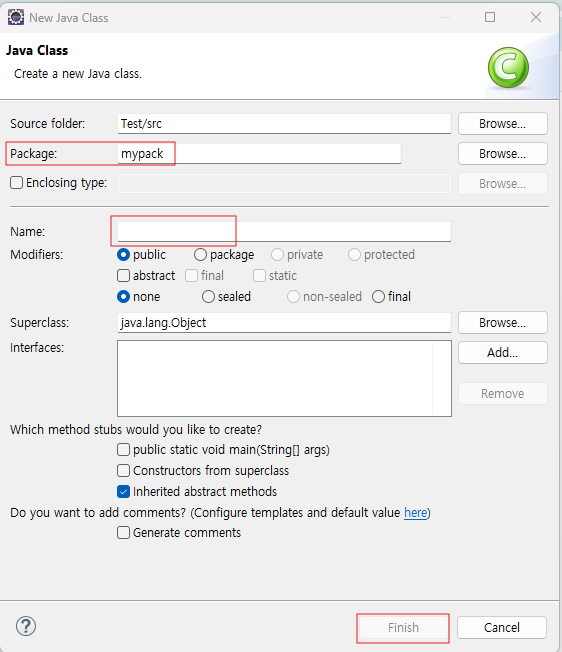 New Java Class
Java Class
Create a new Java class.
C
Source folder: Test/src Browse...
Package: mypack Browse...
Enclosing type: Browse...
Name:
Modifiers: public package private protected
abstract final static
none sealed non-sealed final
Superclass: java.lang.Object Browse...
Interfaces: Add...
Remove
Which method stubs would you like to create?
public static void main(String[] args)
Constructors from superclass
Inherited abstract methods
Do you want to add comments? (Configure templates and default value here)
Generate comments
? Finish Cancel